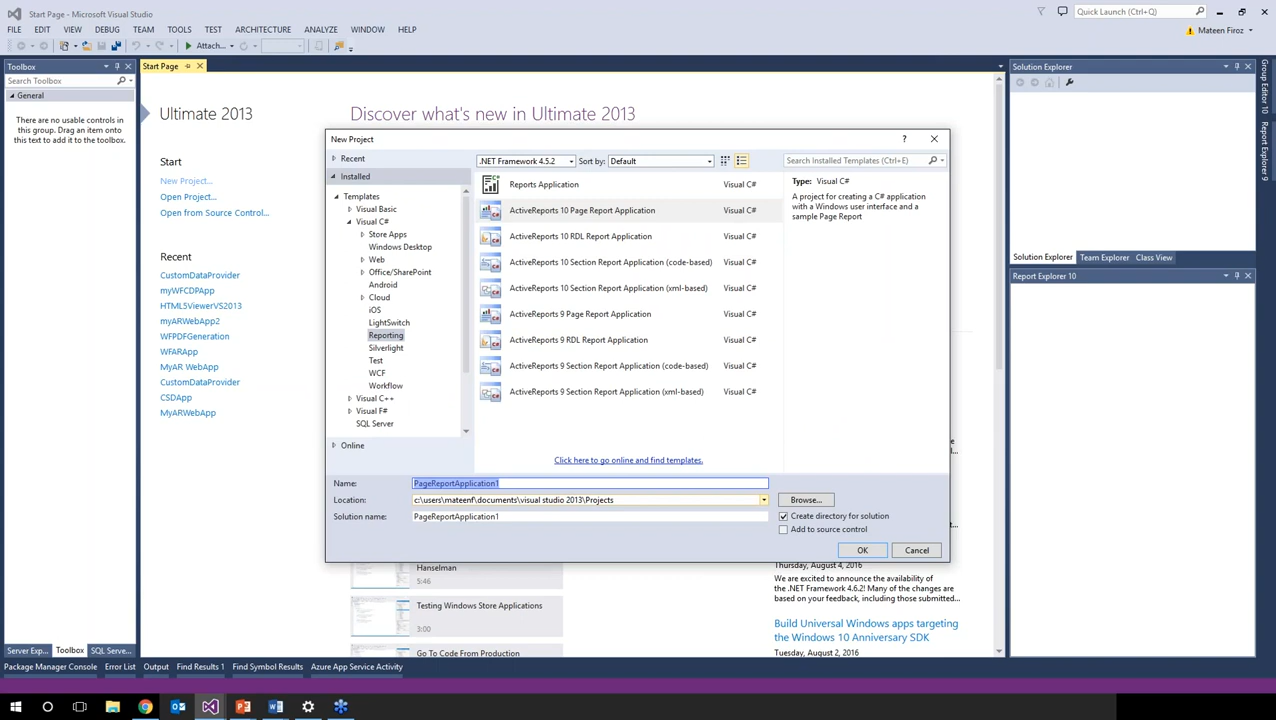 Start Page - Microsoft Visual Studio
Quick Launch (Ctrl+Q)
FILE EDIT VIEW DEBUG TEAM TOOLS TEST ARCHITECTURE ANALYZE WINDOW HELP
Mateen Firoz
Attach...
Toolbox
Start Page
Solution Explorer
Group Editor 10
Report Explorer 9
Search Toolbox
General
There are no usable controls in this group. Drag an item onto this text to add it to the toolbox.
Ultimate 2013
Discover what's new in Ultimate 2013
Start
New Project...
Open Project...
Open from Source Control...
Recent
CustomDataProvider
myWFCDPApp
HTML5ViewerVS2013
myARWebApp2
WFPDFGeneration
WFARApp
MyAR WebApp
CustomDataProvider
CSDApp
MyARWebApp
New Project
?
Recent
.NET Framework 4.5.2
Sort by: Default
Search Installed Templates (Ctrl+E)
Installed
Templates
Visual Basic
Visual C#
Store Apps
Windows Desktop
Web
Office/SharePoint
Android
Cloud
iOS
LightSwitch
Reporting
Silverlight
Test
WCF
Workflow
Visual C++
Visual F#
SQL Server
Online
Reports Application Visual C#
ActiveReports 10 Page Report Application Visual C#
ActiveReports 10 RDL Report Application Visual C#
ActiveReports 10 Section Report Application (code-based) Visual C#
ActiveReports 10 Section Report Application (xml-based) Visual C#
ActiveReports 9 Page Report Application Visual C#
ActiveReports 9 RDL Report Application Visual C#
ActiveReports 9 Section Report Application (code-based) Visual C#
ActiveReports 9 Section Report Application (xml-based) Visual C#
Click here to go online and find templates.
Type: Visual C#
A project for creating a C# application
with a Windows user interface and a
sample Page Report
Name: PageReportApplication1
Location: c:\users\mateenf\documents\visual studio 2013\Projects
Browse...
Solution name: PageReportApplication1
Create directory for solution
Add to source control
OK
Cancel
Solution Explorer Team Explorer Class View
Report Explorer 10
Hanselman
5:46
Testing Windows Store Applications
3:00
Go To Code From Production
Thursday, August 4, 2016
We are excited to announce the availability
of the .NET Framework 4.6.2! Many of the changes are
based on your feedback, including those submitted...
Build Universal Windows apps targeting
the Windows 10 Anniversary SDK
Tuesday, August 2, 2016
Server Exp... Toolbox SQL Serve...
Package Manager Console Error List Output Find Results 1 Find Symbol Results Azure App Service Activity